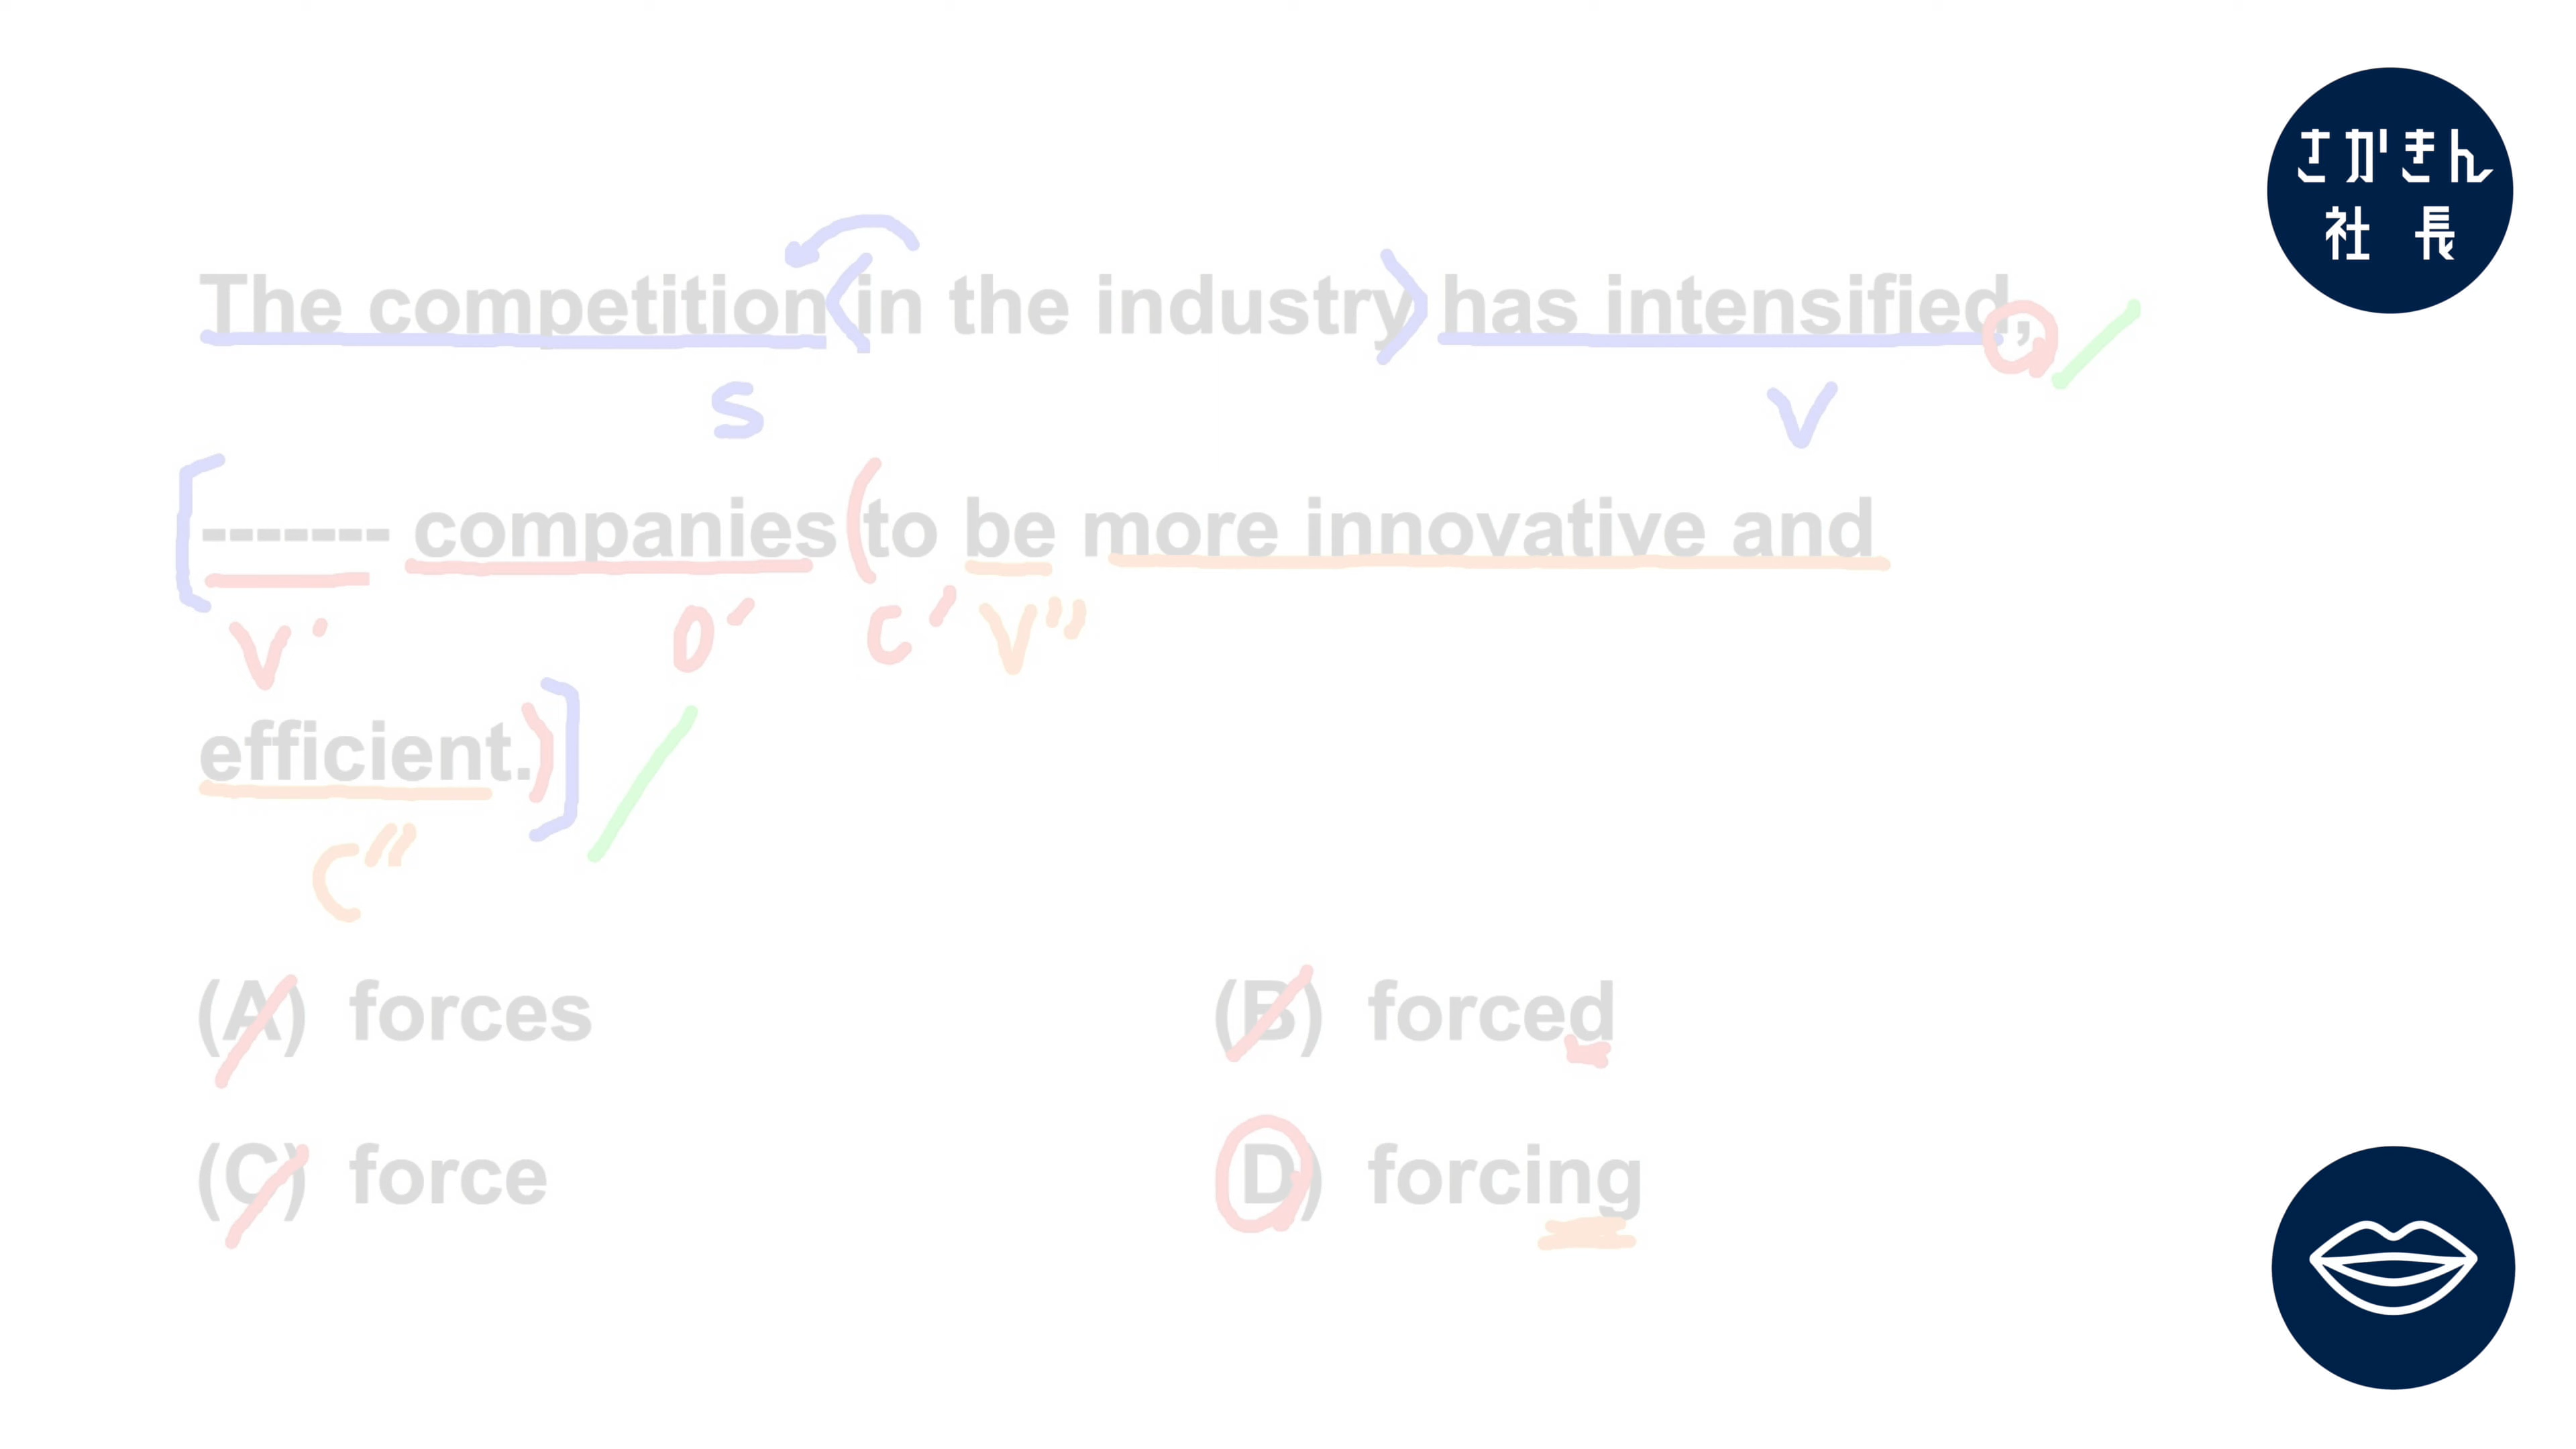 さかきん
社長
The competition in the industry has intensified,
S V
------- companies to be more innovative and
V' O' C' V''
efficient.
C''
(A) forces (B) forced
(C) force (D) forcing